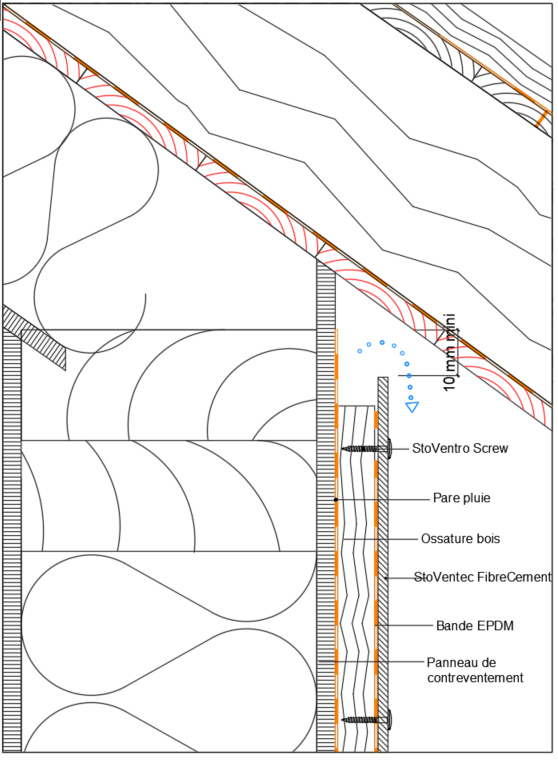 10 mm mini
StoVentro Screw
Pare pluie
Ossature bois
StoVentec FibreCement
Bande EPDM
Panneau de
contreventement